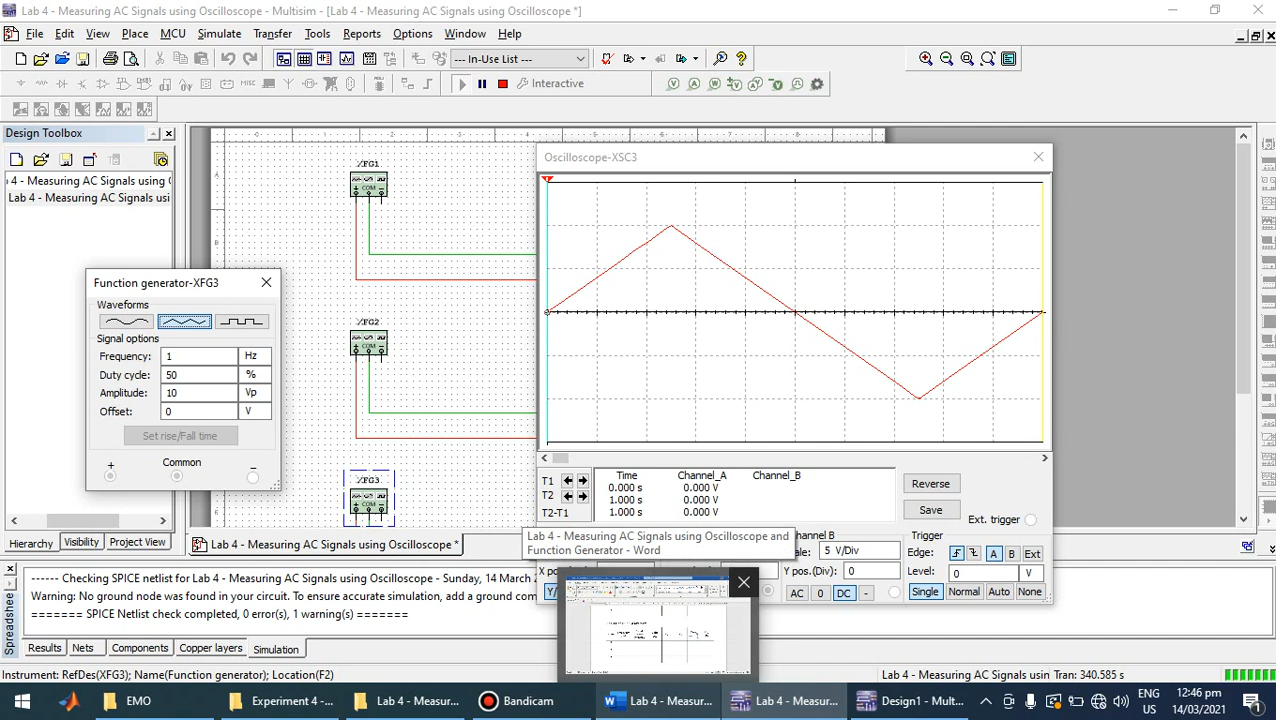 Lab 4 - Measuring AC Signals using Oscilloscope - Multisim - [Lab 4 - Measuring AC Signals using Oscilloscope *]
File Edit View Place MCU Simulate Transfer Tools Reports Options Window Help
--- In-Use List ---
Interactive
Design Toolbox
4 - Measuring AC Signals using (
Lab 4 - Measuring AC Signals usi
XFG1
COM
XFG2
COM
XFG3
COM
Function generator-XFG3
Waveforms
Signal options
Frequency: 1 Hz
Duty cycle: 50 %
Amplitude: 10 Vp
Offset: 0 V
Set rise/Fall time
+ Common −
Oscilloscope-XSC3
Time Channel_A Channel_B
T1 0.000 s 0.000 V
T2 1.000 s 0.000 V
T2-T1 1.000 s 0.000 V
Reverse
Save
Ext. trigger
Channel B
5 V/Div
Y pos.(Div): 0
AC 0 DC -
Trigger
Edge: A B Ext
Level: 0 V
Single Normal Auto None
X pos
Y/
Lab 4 - Measuring AC Signals using Oscilloscope and
Function Generator - Word
Hierarchy Visibility Project View
Lab 4 - Measuring AC Signals using Oscilloscope *
Spreadshee
------ Checking SPICE netlist for Lab 4 - Measuring AC Signals using Oscilloscope - Sunday, 14 March 2
Warning: No ground node was found in your circuit. To ensure accurate simulation, add a ground com
======= SPICE Netlist check completed, 0 error(s), 1 warning(s) =======
Results Nets Components Copper layers Simulation
Instrument: RefDes(XFG3); Name(Function generator); Location(F2)
Lab 4 - Measuring AC Signals usin Tran: 340.585 s
EMO
Experiment 4 -...
Lab 4 - Measuri...
Bandicam
Lab 4 - Measur...
Lab 4 - Measur...
Design1 - Mult...
ENG
US
12:46 PM
14/03/2021
1